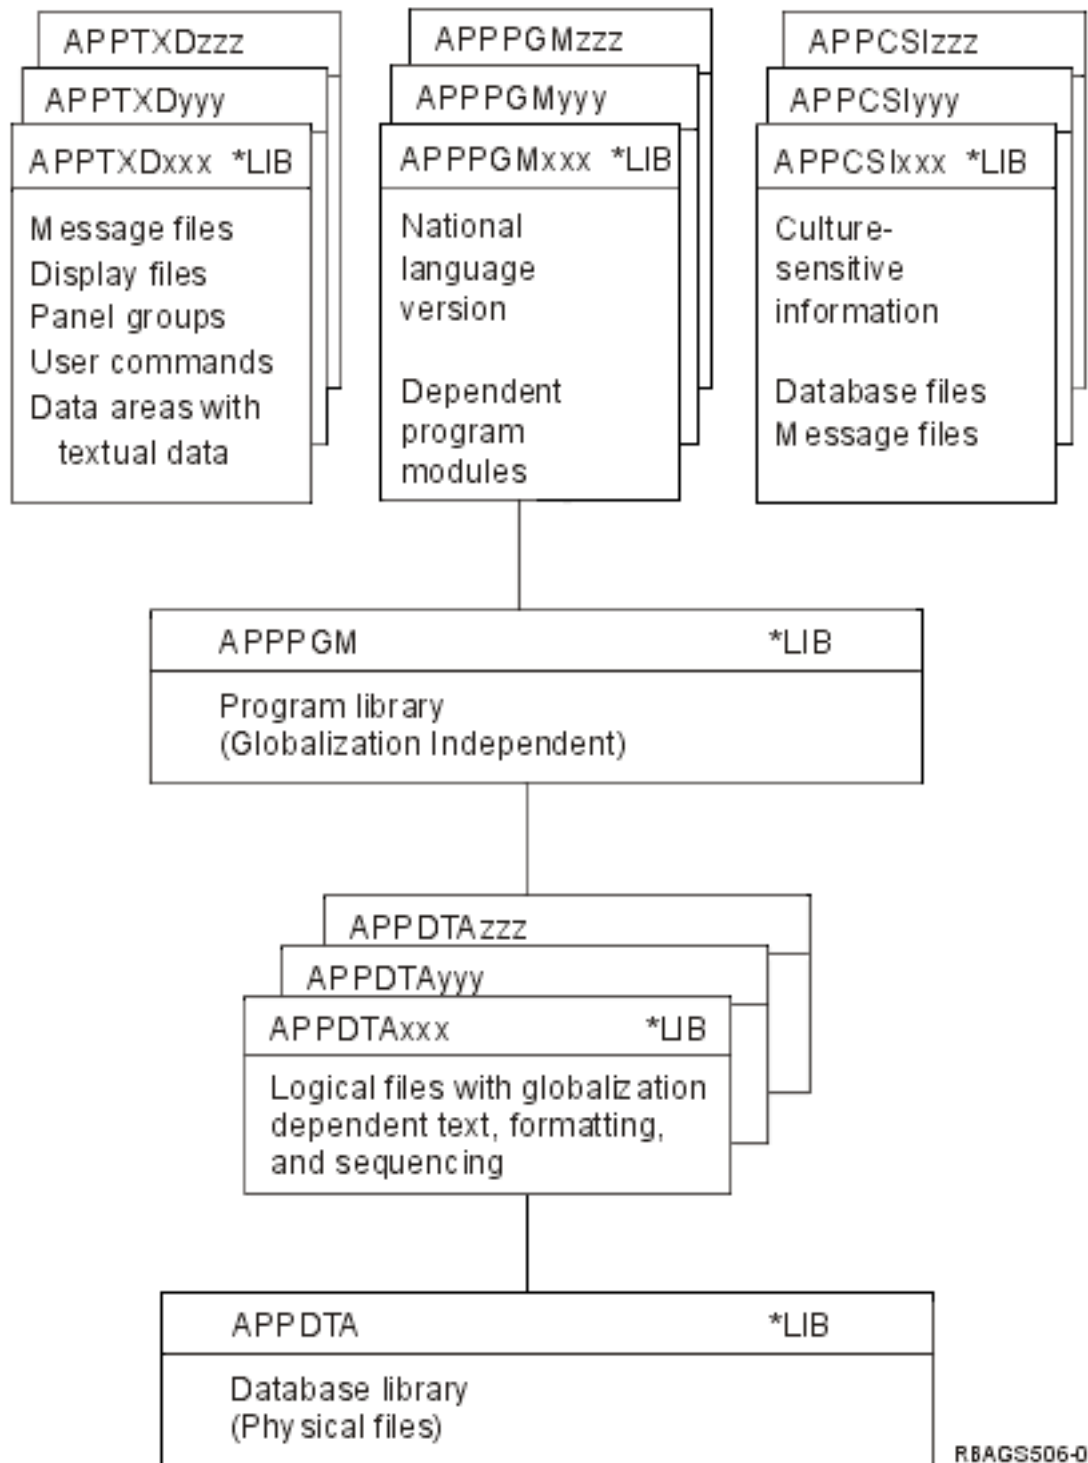 APPTXDzzz
APPTXDyyy
APPTXDxxx *LIB
Message files
Display files
Panel groups
User commands
Data areas with
textual data
APPPGMzzz
APPPGMyyy
APPPGMxxx *LIB
National
language
version
Dependent
program
modules
APPCSIzzz
APPCSIyyy
APPCSIxxx *LIB
Culture-
sensitive
information
Database files
Message files
APPPGM *LIB
Program library
(Globalization Independent)
APPDTAzzz
APPDTAyyy
APPDTAxxx *LIB
Logical files with globalization
dependent text, formatting,
and sequencing
APPDTA *LIB
Database library
(Physical files)
RBAGS506-0